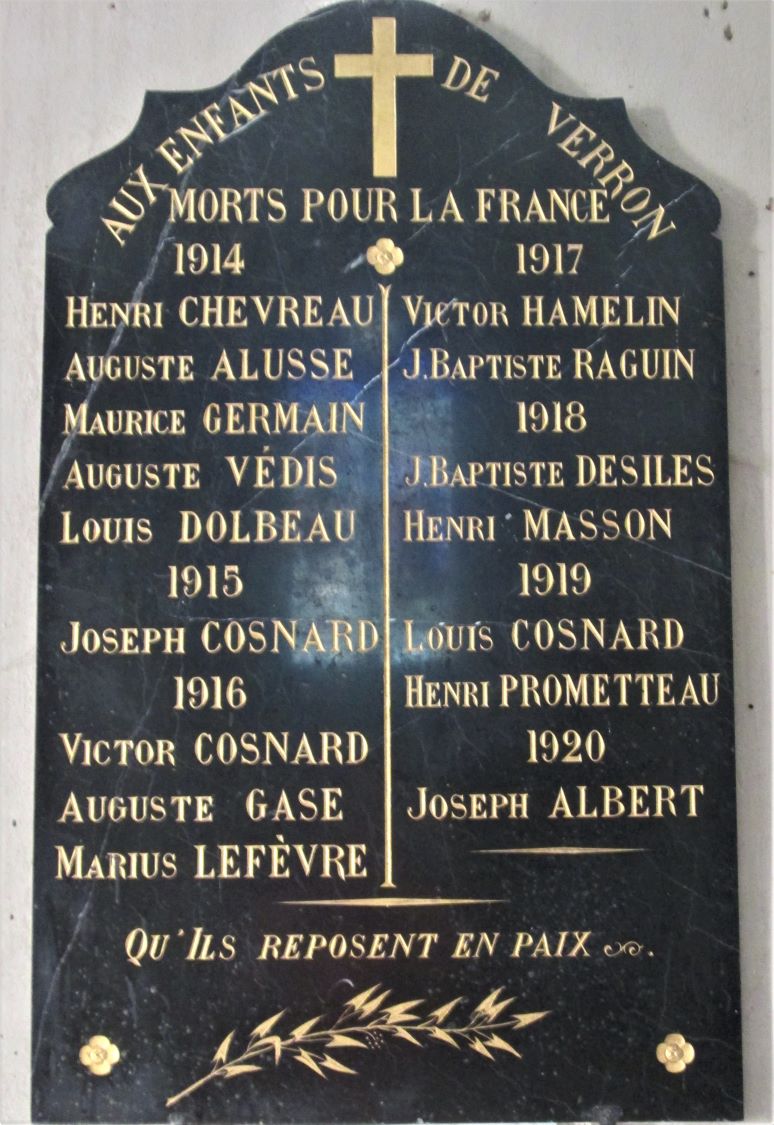 AUX ENFANTS DE VERRON
MORTS POUR LA FRANCE
1914
HENRI CHEVREAU
AUGUSTE ALUSSE
MAURICE GERMAIN
AUGUSTE VÉDIS
LOUIS DOLBEAU
1915
JOSEPH COSNARD
1916
VICTOR COSNARD
AUGUSTE GASE
MARIUS LEFÈVRE
1917
VICTOR HAMELIN
J.BAPTISTE RAGUIN
1918
J.BAPTISTE DESILES
HENRI MASSON
1919
LOUIS COSNARD
HENRI PROMETTEAU
1920
JOSEPH ALBERT
QU'ILS REPOSENT EN PAIX.